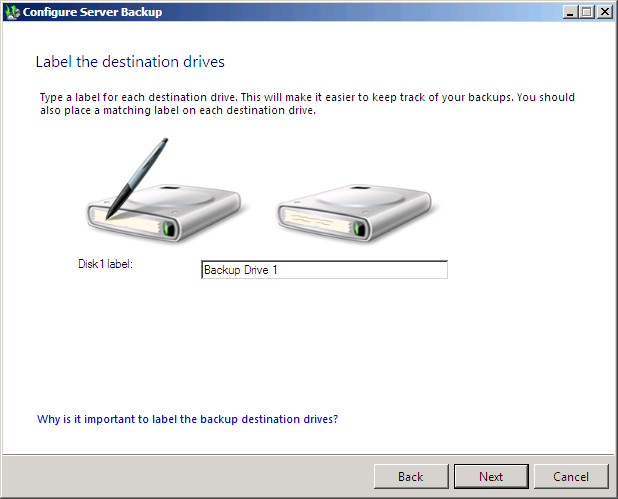 Configure Server Backup
Label the destination drives
Type a label for each destination drive. This will make it easier to keep track of your backups. You should
also place a matching label on each destination drive.
Disk1 label:
Backup Drive 1
Why is it important to label the backup destination drives?
Back
Next
Cancel